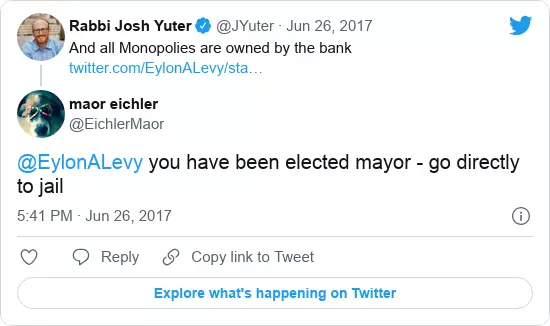 Rabbi Josh Yuter @JYuter · Jun 26, 2017
And all Monopolies are owned by the bank
twitter.com/EylonALevy/sta…
maor eichler
@EichlerMaor
@EylonALevy you have been elected mayor - go directly
to jail
5:41 PM · Jun 26, 2017
Reply Copy link to Tweet
Explore what's happening on Twitter